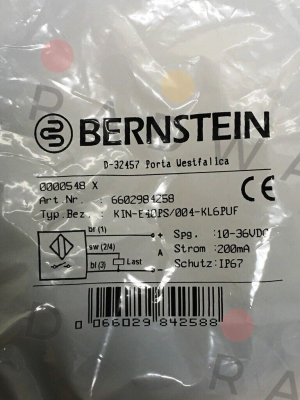 BERNSTEIN
D-32457 Porta Westfalica
0000548 X
Art.Nr. : 6602984258
Typ.Bez. : KIN-E40PS/004-KL6PUF
br(1) Spg. :10-36VDC
sw(2/4) Strom :200mA
bl(3) Last Schutz:IP67
0 066029 842588